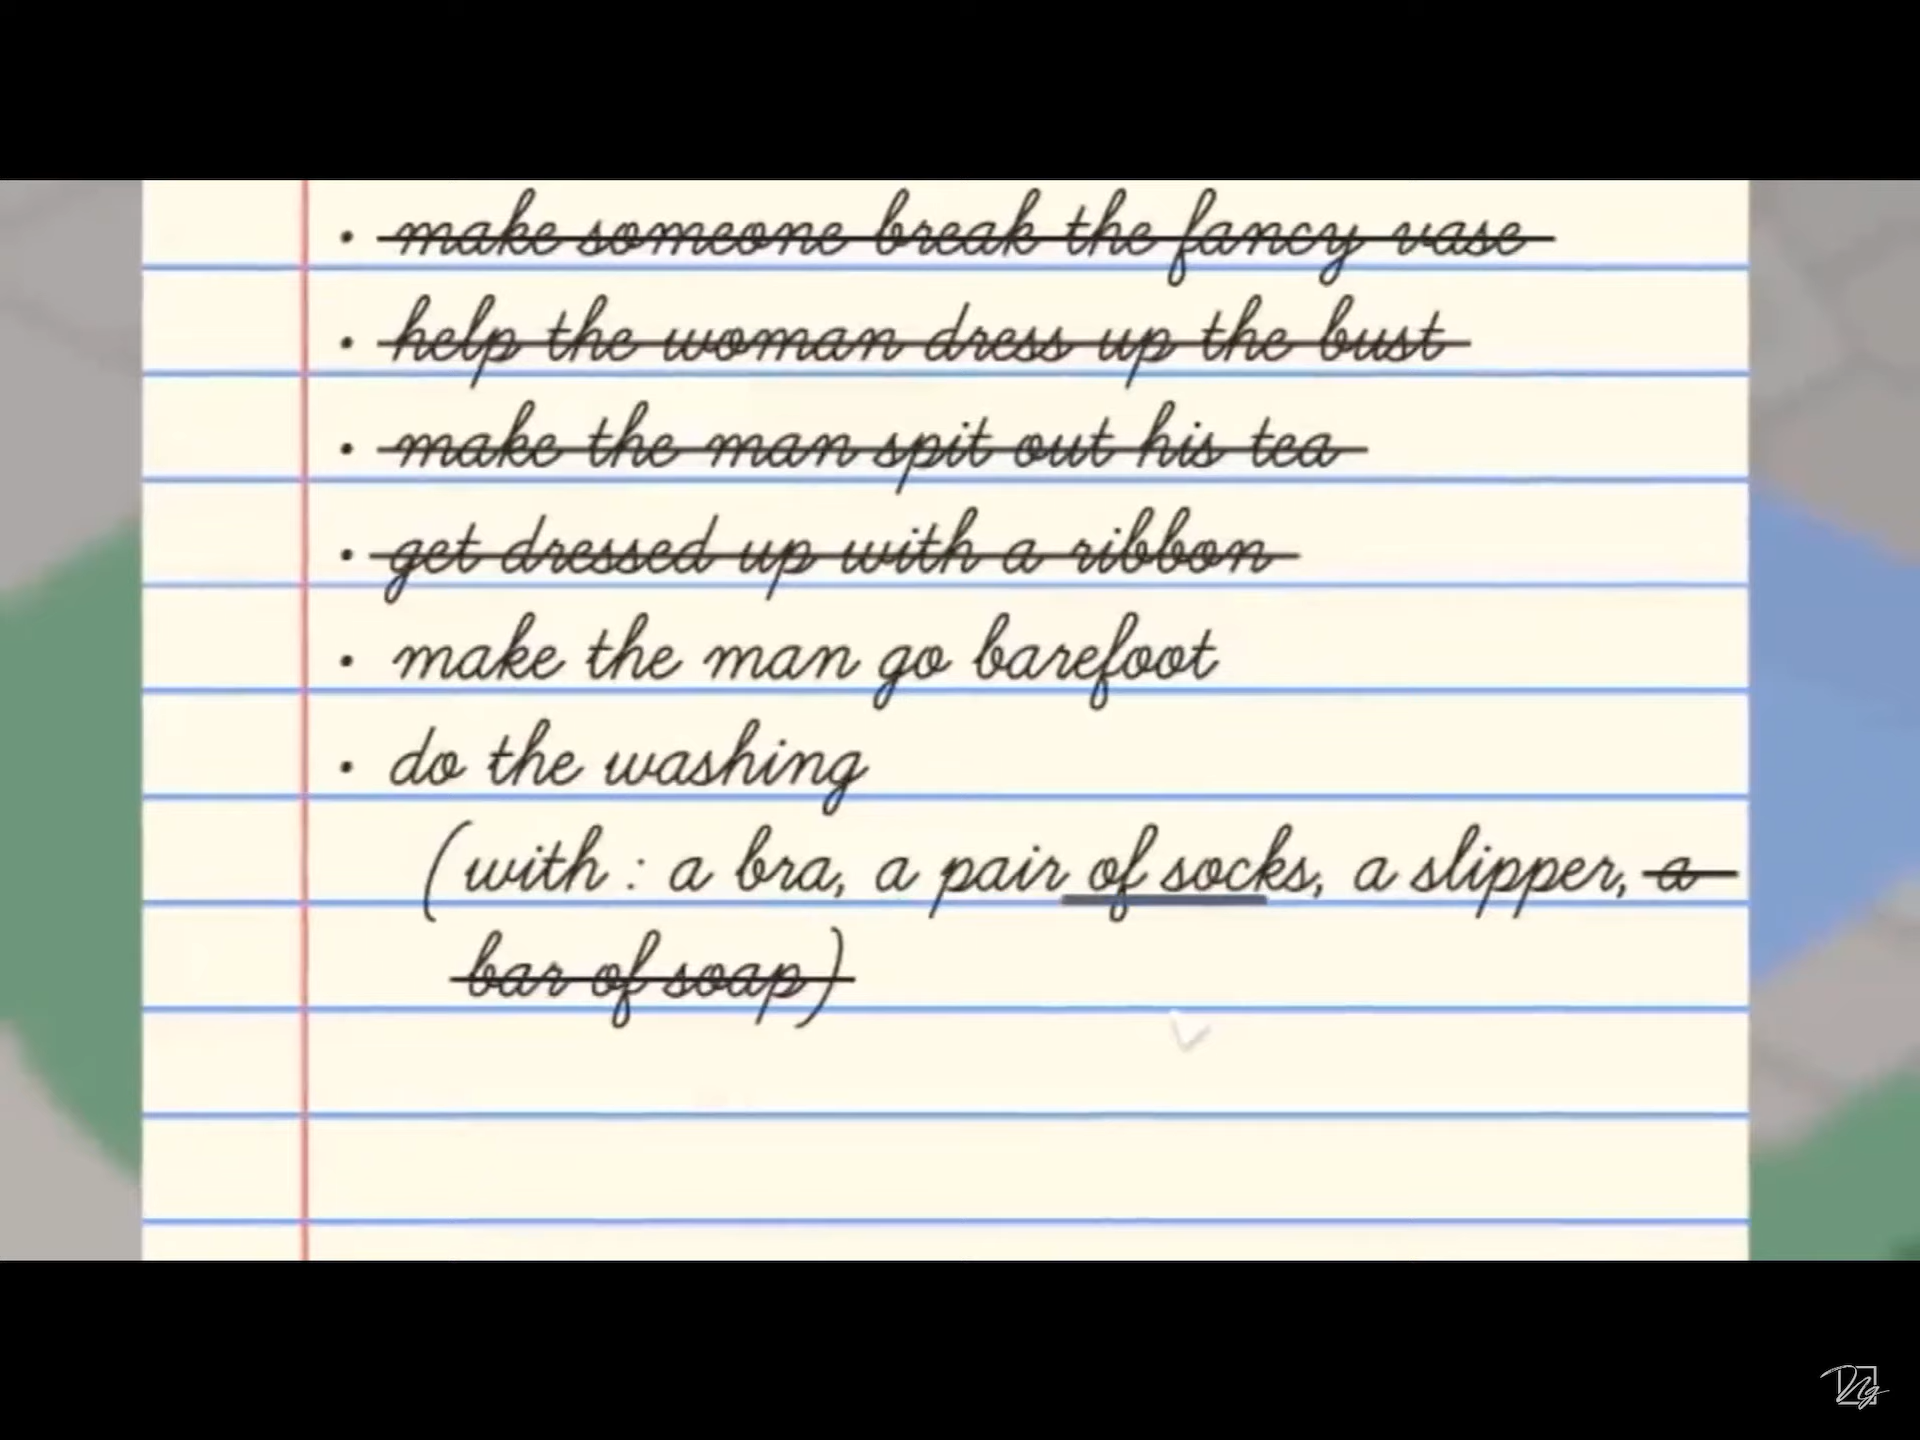 • make someone break the fancy vase
• help the woman dress up the bust
• make the man spit out his tea
• get dressed up with a ribbon
• make the man go barefoot
• do the washing
(with : a bra, a pair of socks, a slipper, a
bar of soap)